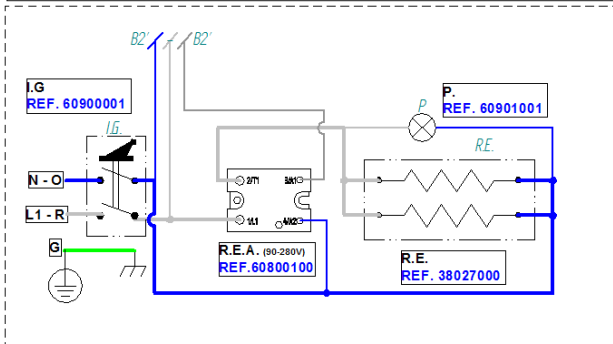 B2' - B2'
I.G
REF. 60900001
I.G.
P.
REF. 60901001
P
R.E.
N - O
2/T1
3/A1
L1 - R
1/L1
4/A2
G
R.E.A. (90-280V)
REF.60800100
R.E.
REF. 38027000